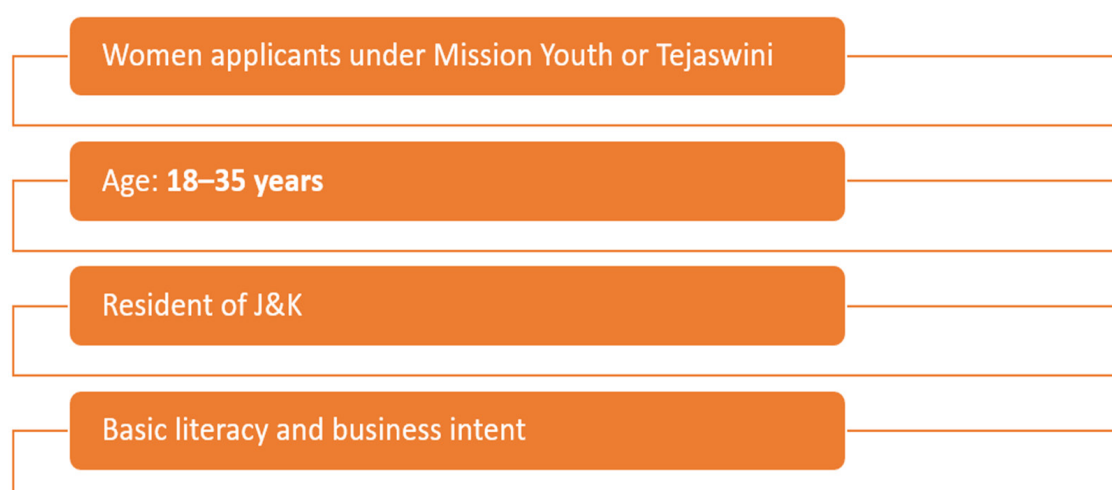 Women applicants under Mission Youth or Tejaswini
Age: 18–35 years
Resident of J&K
Basic literacy and business intent